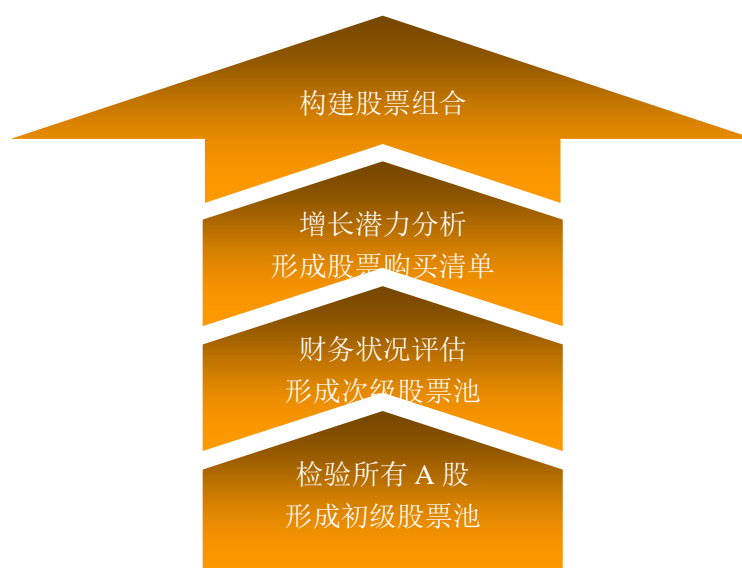 构建股票组合
增长潜力分析
形成股票购买清单
财务状况评估
形成次级股票池
检验所有 A 股
形成初级股票池